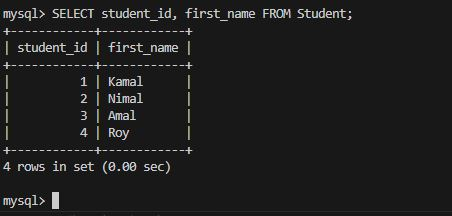 mysql> SELECT student_id, first_name FROM Student;
+------------+------------+
| student_id | first_name |
+------------+------------+
|          1 | Kamal      |
|          2 | Nimal      |
|          3 | Amal       |
|          4 | Roy        |
+------------+------------+
4 rows in set (0.00 sec)
mysql>